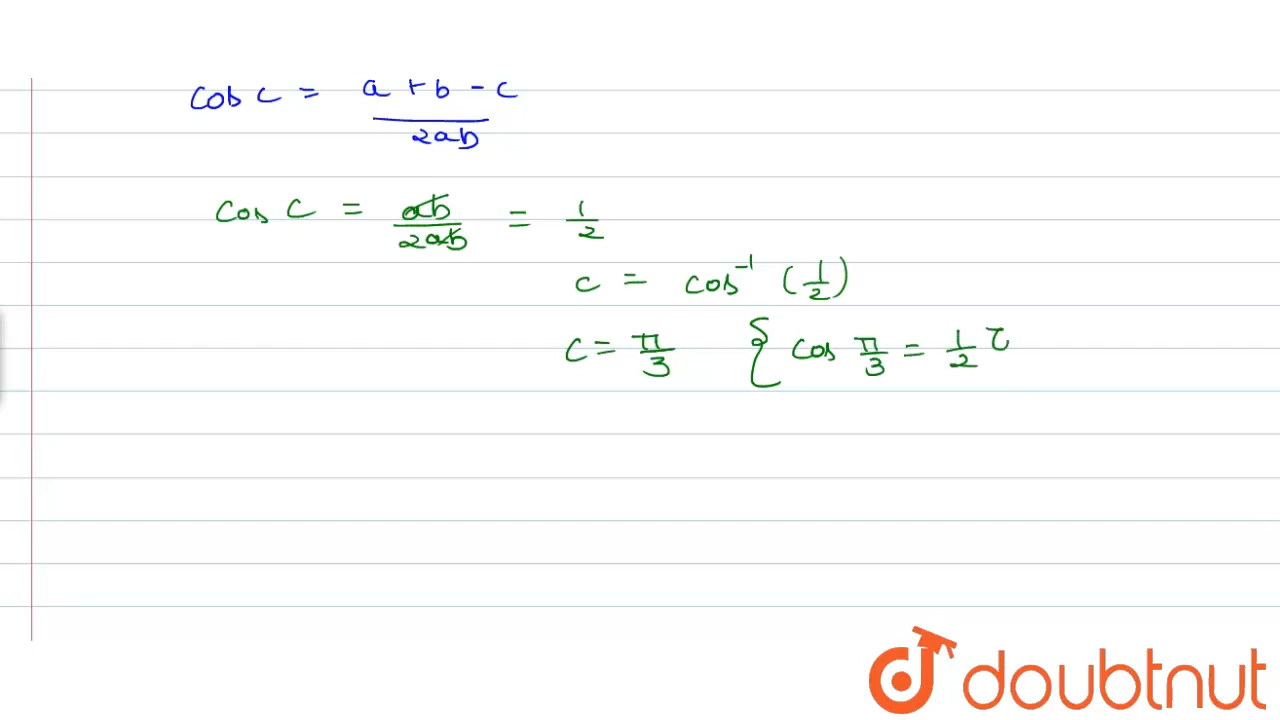 cos c = a + b - c
2ab
cos c = ab/2ab = 1/2
c = cos⁻¹ (1/2)
c = π/3 { cos π/3 = 1/2
doubtnut